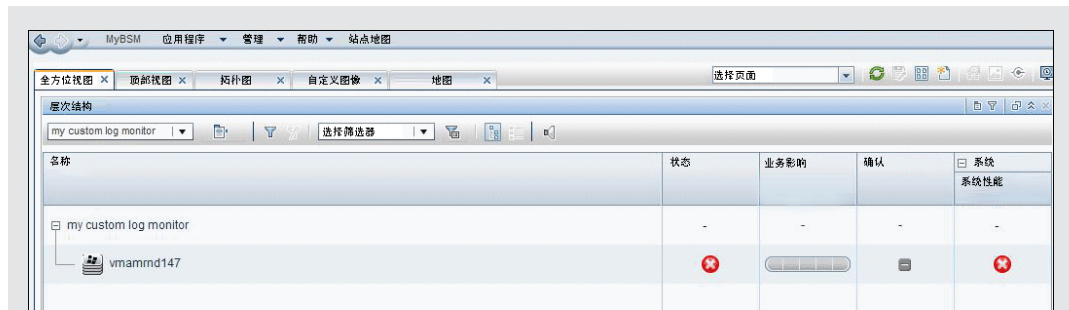 MyBSM 应用程序 管理 帮助 站点地图
全方位视图 顶部视图 拓扑图 自定义图像 地图 选择页面
层次结构
my custom log monitor 选择筛选器
名称 状态 业务影响 确认 系统
系统性能
my custom log monitor - - - -
vmamrnd147